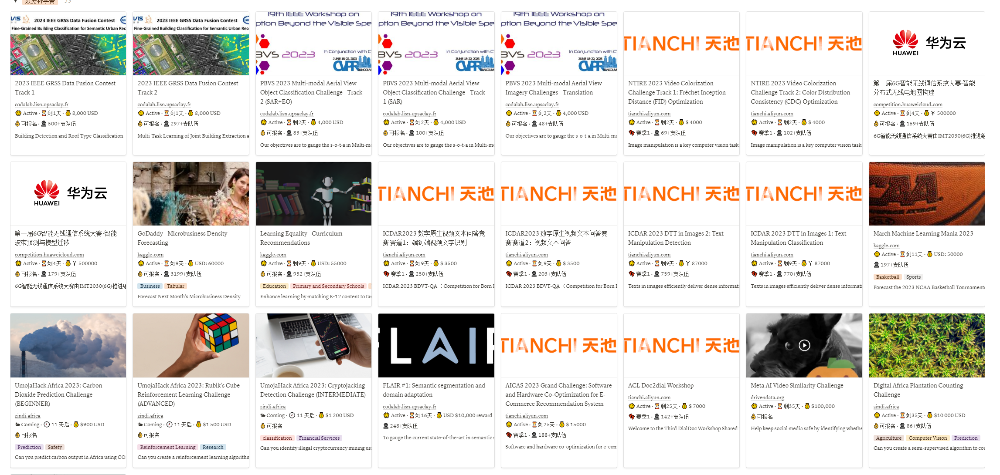 数据科学赛 53
VIS 2023 IEEE GRSS Data Fusion Contest
Fine-Grained Building Classification for Semantic Urban Rec
2023 IEEE GRSS Data Fusion Contest
Track 1
codalab.lisn.upsaclay.fr
Active · 剩1天 · 8,000 USD
可报名 · 500+支队伍
Building Detection and Roof Type Classification
VIS 2023 IEEE GRSS Data Fusion Contest
Fine-Grained Building Classification for Semantic Urban Rec
2023 IEEE GRSS Data Fusion Contest
Track 2
codalab.lisn.upsaclay.fr
Active · 剩1天 · 8,000 USD
可报名 · 297+支队伍
Multi-Task Learning of Joint Building Extraction a
19th IEEE Workshop on
ption Beyond the Visible Spe
BVS 2023
In Conjunction with C
JUNE 18-22, 2023
CVPR
VANCOUV
PBVS 2023 Multi-modal Aerial View
Object Classification Challenge - Track
2 (SAR+EO)
codalab.lisn.upsaclay.fr
Active · 剩2天 · 4,000 USD
可报名 · 83+支队伍
Our objectives are to gauge the s-o-t-a in Multi-mo
19th IEEE Workshop on
ption Beyond the Visible Spe
BVS 2023
In Conjunction with C
JUNE 18-22, 2023
CVPR
VANCOUV
PBVS 2023 Multi-modal Aerial View
Object Classification Challenge - Track
1 (SAR)
codalab.lisn.upsaclay.fr
Active · 剩2天 · 4,000 USD
可报名 · 100+支队伍
Our objectives are to gauge the s-o-t-a in Multi-mo
19th IEEE Workshop on
ption Beyond the Visible Spe
BVS 2023
In Conjunction with C
JUNE 18-22, 2023
CVPR
VANCOUV
PBVS 2023 Multi-modal Aerial View
Imagery Challenges - Translation
codalab.lisn.upsaclay.fr
Active · 剩2天 · 4,000 USD
可报名 · 48+支队伍
Our objectives are to gauge the s-o-t-a in Multi-mo
TIANCHI 天池
NTIRE 2023 Video Colorization
Challenge Track 1: Fréchet Inception
Distance (FID) Optimization
tianchi.aliyun.com
Active · 剩2天 · $ 4000
赛季1 · 69+支队伍
Image manipulation is a key computer vision tasks
TIANCHI 天池
NTIRE 2023 Video Colorization
Challenge Track 2: Color Distribution
Consistency (CDC) Optimization
tianchi.aliyun.com
Active · 剩2天 · $ 4000
赛季1 · 102+支队伍
Image manipulation is a key computer vision tasks
HUAWEI 华为云
第一届6G智能无线通信系统大赛·智能
分布式无线电地图构建
competition.huaweicloud.com
Active · 剩4天 · ¥ 500000
可报名 · 159+支队伍
6G智能无线通信系统大赛由IMT2030(6G)推进组
HUAWEI 华为云
第一届6G智能无线通信系统大赛·智能
波束预测与模型迁移
competition.huaweicloud.com
Active · 剩4天 · ¥ 500000
可报名 · 179+支队伍
6G智能无线通信系统大赛由IMT2030(6G)推进组
GoDaddy - Microbusiness Density
Forecasting
kaggle.com
Active · 剩9天 · USD: 60000
可报名 · 3199+支队伍
Business Tabular
Forecast Next Month's Microbusiness Density
Learning Equality - Curriculum
Recommendations
kaggle.com
Active · 剩9天 · USD: 55000
可报名 · 952+支队伍
Education Primary and Secondary Schools
Enhance learning by matching K-12 content to tar
TIANCHI 天池
ICDAR2023 数字原生视频文本问答竞
赛 赛道1：端到端视频文字识别
tianchi.aliyun.com
Active · 剩9天 · $ 3500
赛季1 · 250+支队伍
ICDAR 2023 BDVT-QA（Competition for Born D
TIANCHI 天池
ICDAR2023 数字原生视频文本问答竞
赛 赛道2：视频文本问答
tianchi.aliyun.com
Active · 剩9天 · $ 3500
赛季1 · 203+支队伍
ICDAR 2023 BDVT-QA（Competition for Born D
TIANCHI 天池
ICDAR 2023 DTT in Images 2: Text
Manipulation Detection
tianchi.aliyun.com
Active · 剩9天 · ¥ 87000
赛季1 · 759+支队伍
Texts in images efficiently deliver dense informati
TIANCHI 天池
ICDAR 2023 DTT in Images 1: Text
Manipulation Classification
tianchi.aliyun.com
Active · 剩9天 · ¥ 87000
赛季1 · 770+支队伍
Texts in images efficiently deliver dense informati
March Machine Learning Mania 2023
kaggle.com
Active · 剩11天 · USD: 50000
197+支队伍
Basketball Sports
Forecast the 2023 NCAA Basketball Tournaments
UmojaHack Africa 2023: Carbon
Dioxide Prediction Challenge
(BEGINNER)
zindi.africa
Coming · 11 天后 · $900 USD
可报名
Prediction Safety
Can you predict carbon output in Africa using CO
UmojaHack Africa 2023: Rubik's Cube
Reinforcement Learning Challenge
(ADVANCED)
zindi.africa
Coming · 11 天后 · $1 500 USD
可报名
Reinforcement Learning Research
Can you create a reinforcement learning algorithm
UmojaHack Africa 2023: Cryptojacking
Detection Challenge (INTERMEDIATE)
zindi.africa
Coming · 11 天后 · $1 200 USD
可报名
classification Financial Services
Can you identify illegal cryptocurrency mining usi
FLAIR
FLAIR #1: Semantic segmentation and
domain adaptation
codalab.lisn.upsaclay.fr
Active · 剩16天 · USD $10,000 reward
248+支队伍
To gauge the current state-of-the-art in semantic s
TIANCHI 天池
AICAS 2023 Grand Challenge: Software
and Hardware Co-Optimization for E-
Commerce Recommendation System
tianchi.aliyun.com
Active · 剩25天 · $ 15000
赛季1 · 188+支队伍
Software and hardware co-optimization for e-com
TIANCHI 天池
ACL Doc2dial Workshop
tianchi.aliyun.com
Active · 剩25天 · $ 7000
赛季1 · 142+支队伍
Welcome to the Third DialDoc Workshop Shared
Meta AI Video Similarity Challenge
drivendata.org
Active · 剩35天 · $100,000
可报名
Help keep social media safe by identifying whethe
Digital Africa Plantation Counting
Challenge
zindi.africa
Active · 剩35天 · $10 000 USD
可报名 · 86+支队伍
Agriculture Computer Vision Prediction
Can you create a semi-supervised algorithm to cou